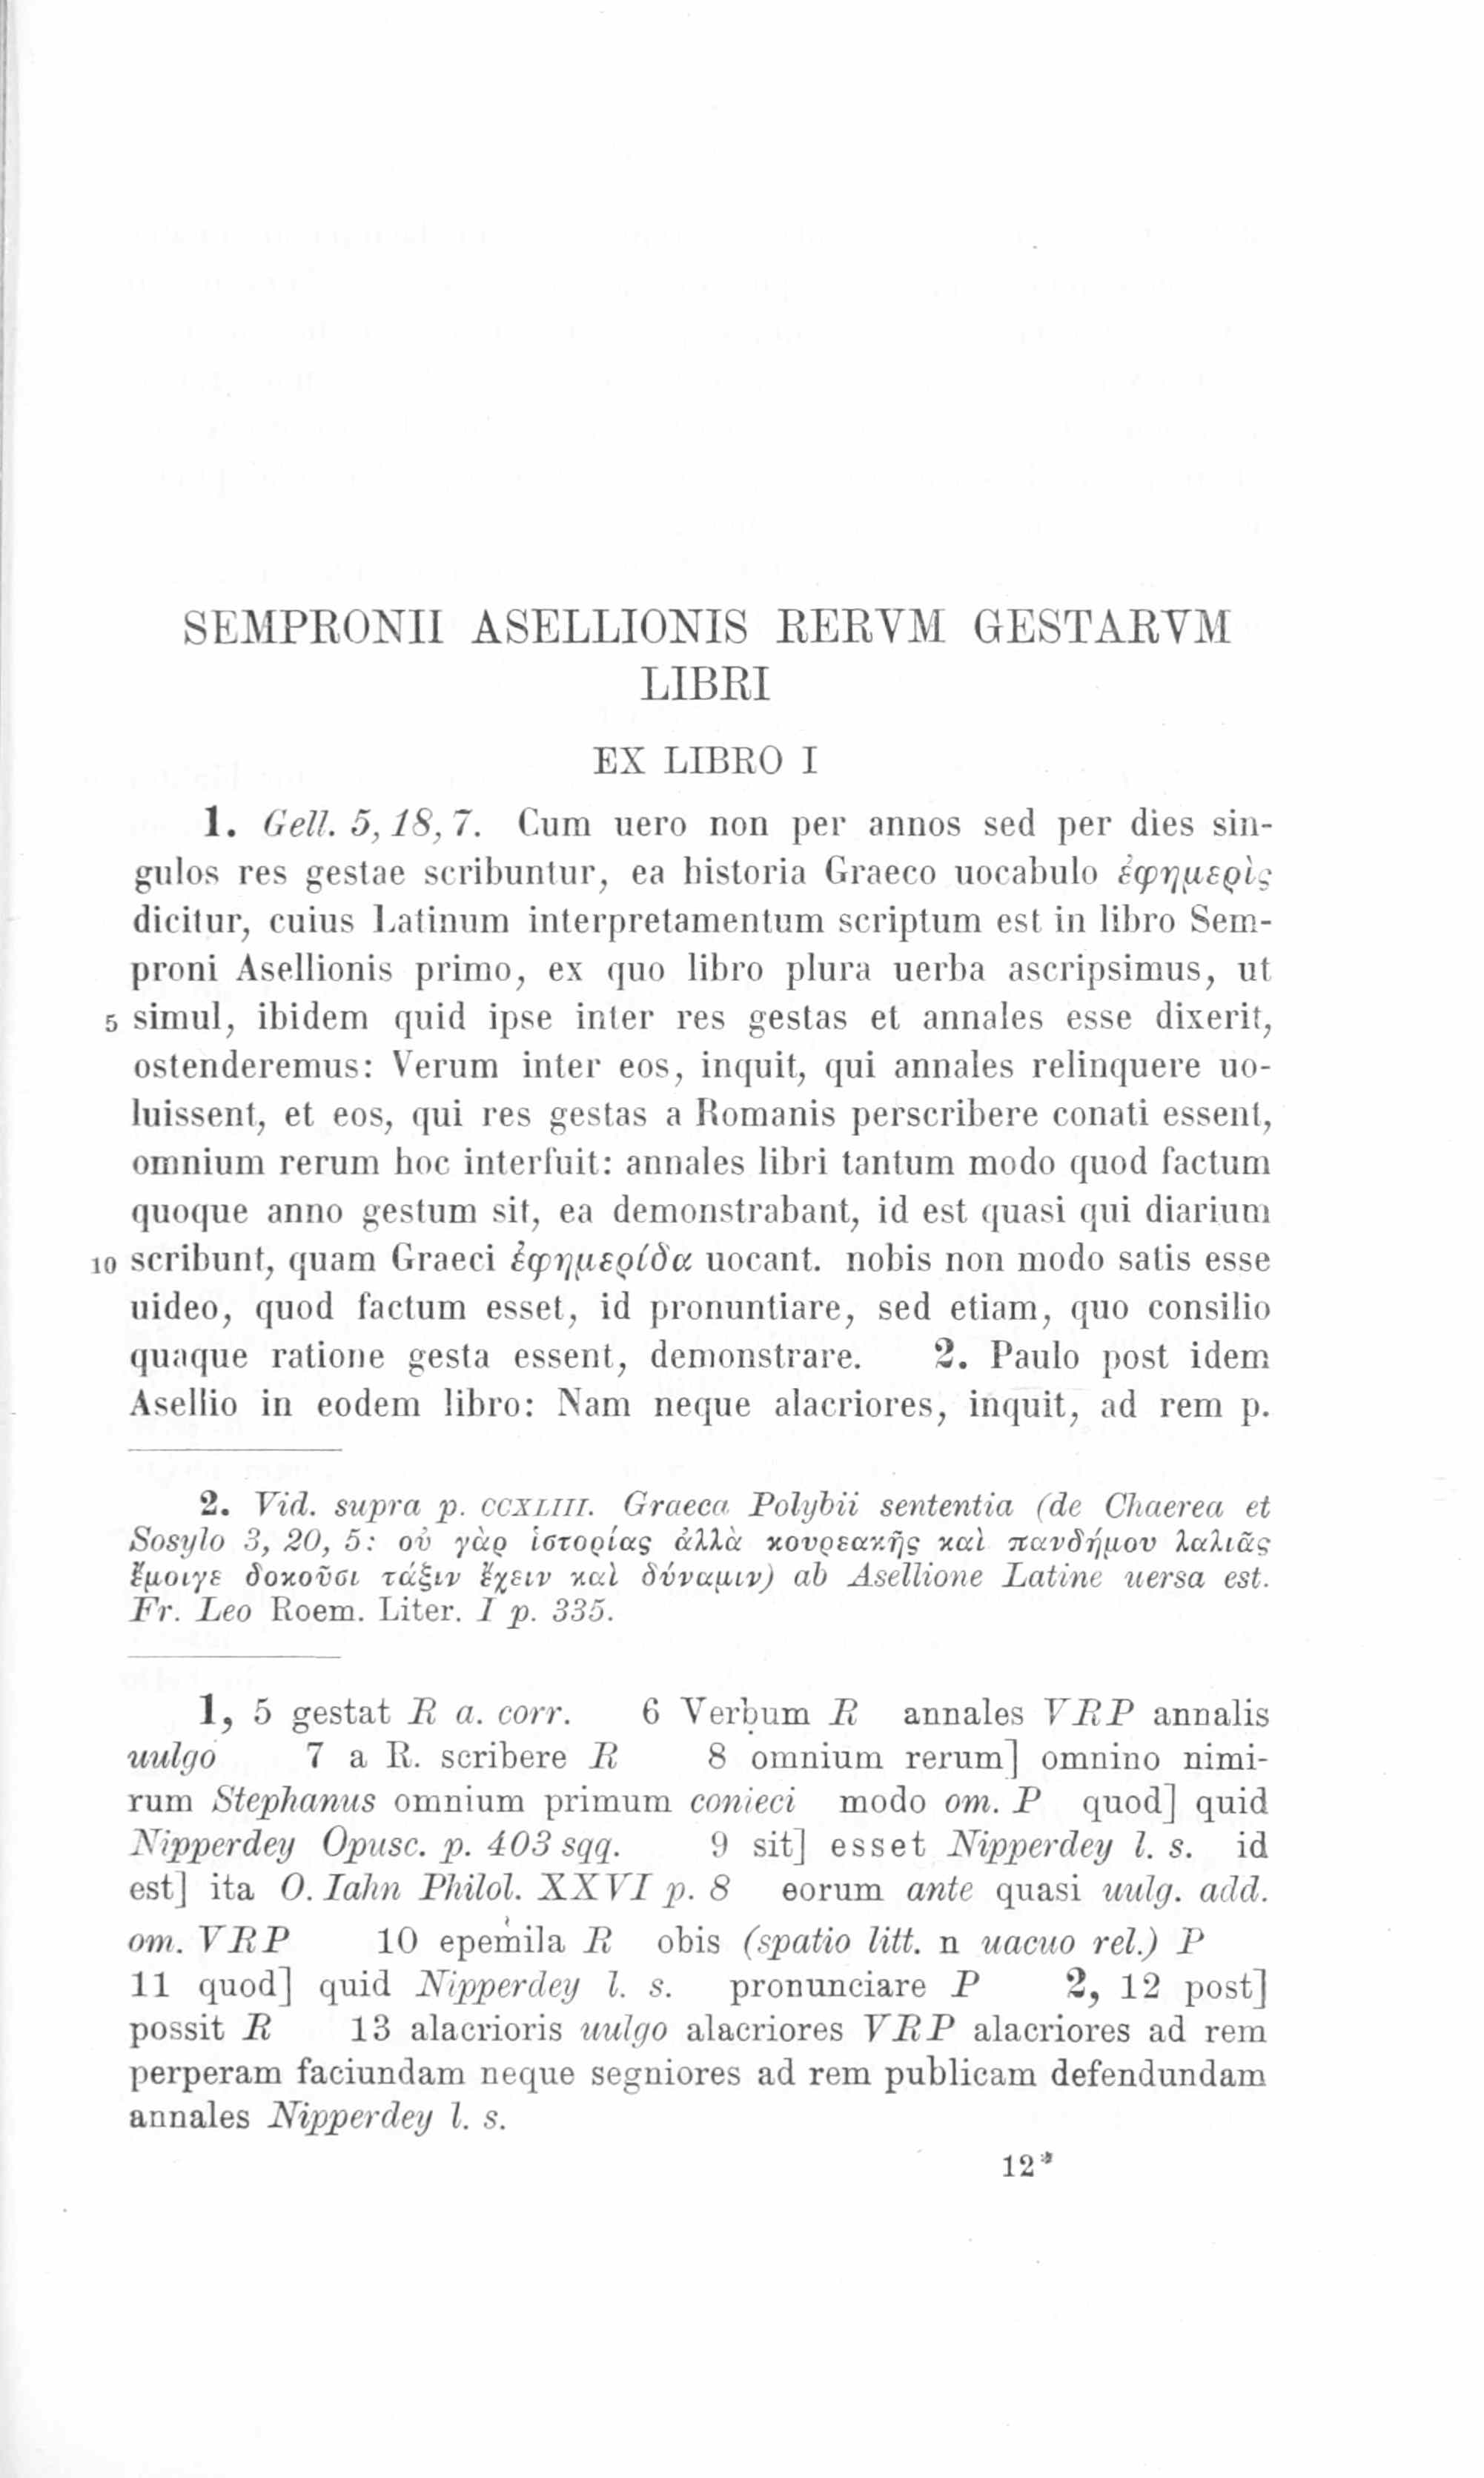 SEMPRONII ASELLIONIS RERVM GESTARVM
LIBRI
EX LIBRO I
1. Gell. 5, 18, 7. Cum uero non per annos sed per dies sin-
gulos res gestae scribuntur, ea historia Graeco uocabulo ἐφημερὶς
dicitur, cuius Latinum interpretamentum scriptum est in libro Sem-
proni Asellionis primo, ex quo libro plura uerba ascripsimus, ut
5 simul, ibidem quid ipse inter res gestas et annales esse dixerit,
ostenderemus: Verum inter eos, inquit, qui annales relinquere uo-
luissent, et eos, qui res gestas a Romanis perscribere conati essent,
omnium rerum hoc interfuit: annales libri tantum modo quod factum
quoque anno gestum sit, ea demonstrabant, id est quasi qui diarium
10 scribunt, quam Graeci ἐφημερίδα uocant. nobis non modo satis esse
uideo, quod factum esset, id pronuntiare, sed etiam, quo consilio
quaque ratione gesta essent, demonstrare. 2. Paulo post idem
Asellio in eodem libro: Nam neque alacriores, inquit, ad rem p.
2. Vid. supra p. CCXLIII. Graeca Polybii sententia (de Chaerea et
Sosylo 3, 20, 5: οὐ γὰρ ἱστορίας ἀλλὰ κουρεακῆς καὶ πανδήμου λαλιᾶς
ἔμοιγε δοκοῦσι τάξιν ἔχειν καὶ δύναμιν) ab Asellione Latine uersa est.
Fr. Leo Roem. Liter. I p. 335.
1, 5 gestat R a. corr. 6 Verḅum R annales VRP annalis
uulgo 7 a R. scribere R 8 omnium rerum] omnino nimi-
rum Stephanus omnium primum conieci modo om. P quod] quid
Nipperdey Opusc. p. 403 sqq. 9 sit] esset Nipperdey l. s. id
est] ita O. Iahn Philol. XXVI p. 8 eorum ante quasi uulg. add.
om. VRP 10 epemila R obis (spatio litt. n uacuo rel.) P
11 quod] quid Nipperdey l. s. pronunciare P 2, 12 post]
possit R 13 alacrioris uulgo alacriores VRP alacriores ad rem
perperam faciundam neque segniores ad rem publicam defendundam
annales Nipperdey l. s.
12*